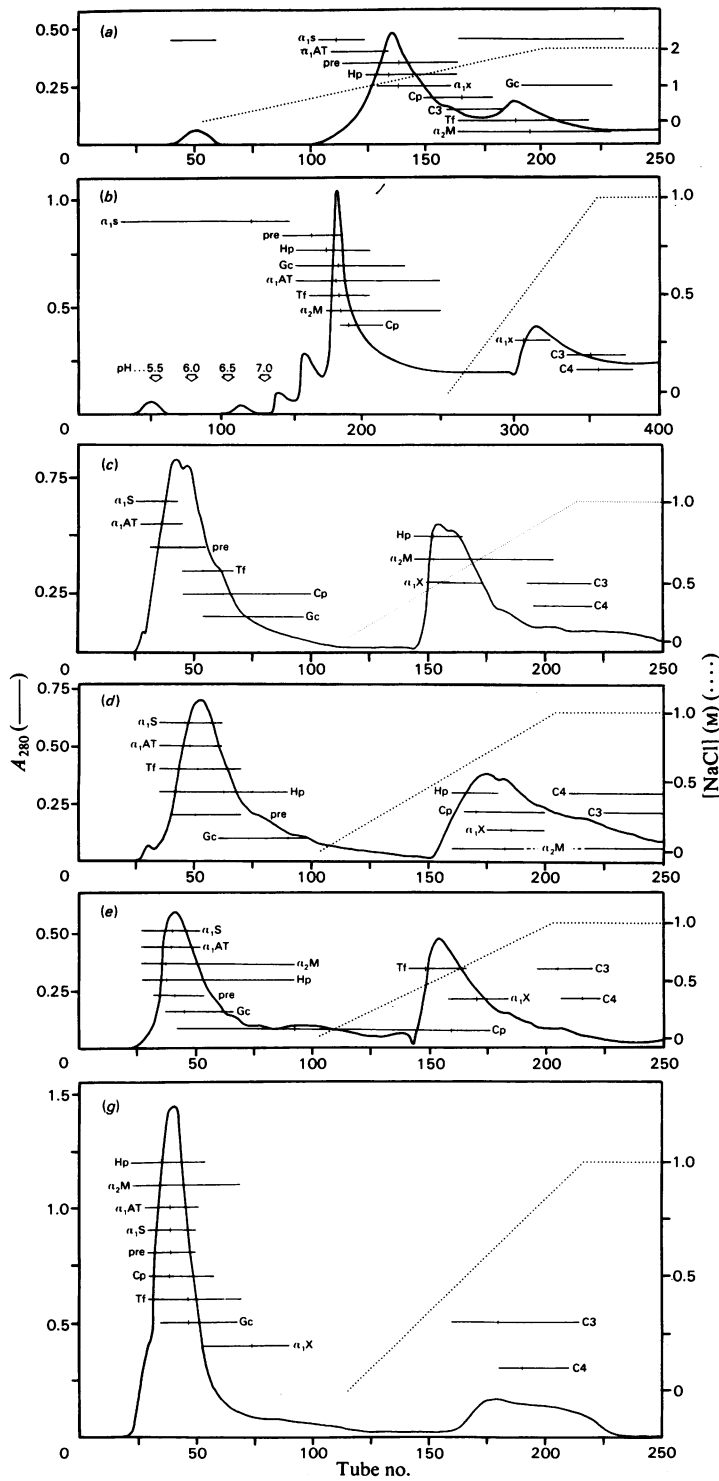 (a)
α₁s
α₁AT
pre
Hp
α₁x
Cp
Gc
C3
Tf
α₂M
0.50
0.25
2
1
0
0 50 100 150 200 250
(b)
α₁s
pre
Hp
Gc
α₁AT
Tf
α₂M
Cp
α₁x
C3
C4
pH... 5.5 6.0 6.5 7.0
1.0
0.5
1.0
0.5
0
0 50 100 150 200 300 350 400
(c)
α₁S
α₁AT
pre
Tf
Cp
Gc
Hp
α₂M
α₁X
C3
C4
0.75
0.25
1.0
0.5
0
0 50 100 150 200 250
(d)
α₁S
α₁AT
Tf
Hp
pre
Gc
Hp
Cp
α₁X
α₂M
C4
C3
0.75
0.50
0.25
1.0
0.5
0
0 50 100 150 200 250
A₂₈₀ (——)
[NaCl] (M) (····)
(e)
α₁S
α₁AT
α₂M
Hp
pre
Gc
Cp
Tf
α₁X
C3
C4
0.50
0.25
1.0
0.5
0
0 50 100 150 200 250
(g)
Hp
α₂M
α₁AT
α₁S
pre
Cp
Tf
Gc
α₁X
C3
C4
1.5
1.0
0.5
1.0
0.5
0
0 50 100 150 200 250
Tube no.